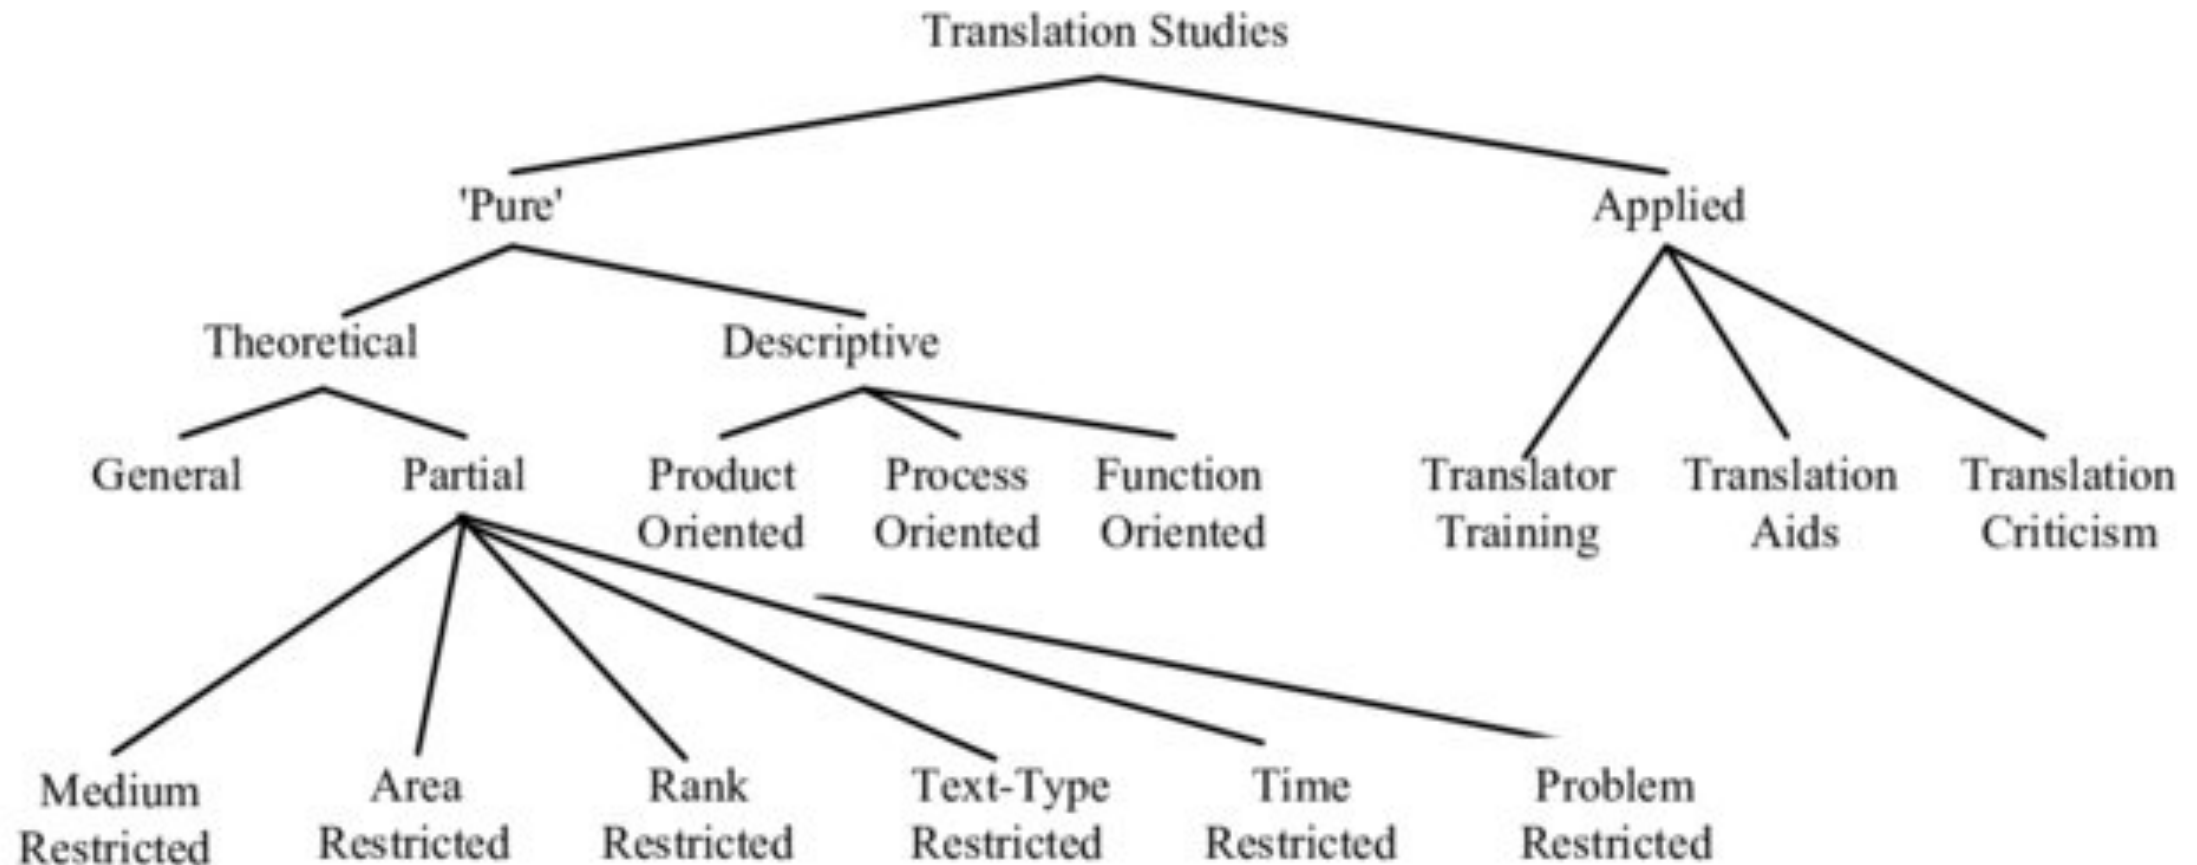 Translation Studies
'Pure'
Applied
Theoretical
Descriptive
General
Partial
Product
Oriented
Process
Oriented
Function
Oriented
Translator
Training
Translation
Aids
Translation
Criticism
Medium
Restricted
Area
Restricted
Rank
Restricted
Text-Type
Restricted
Time
Restricted
Problem
Restricted